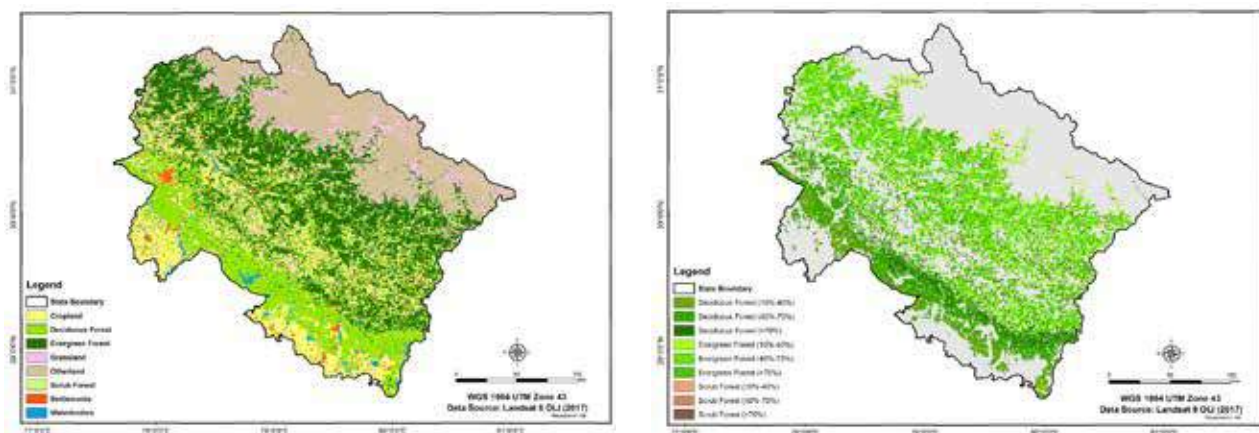 Legend
State Boundary
Cropland
Deciduous Forest
Evergreen Forest
Grassland
Otherland
Scrub Forest
Settlements
Waterbodies
WGS 1984 UTM Zone 43
Data Source: Landsat 8 OLI (2017)
Legend
State Boundary
Deciduous Forest (10%-40%)
Deciduous Forest (40%-70%)
Deciduous Forest (>70%)
Evergreen Forest (10%-40%)
Evergreen Forest (40%-70%)
Evergreen Forest (>70%)
Scrub Forest (10%-40%)
Scrub Forest (40%-70%)
Scrub Forest (>70%)
WGS 1984 UTM Zone 43
Data Source: Landsat 8 OLI (2017)